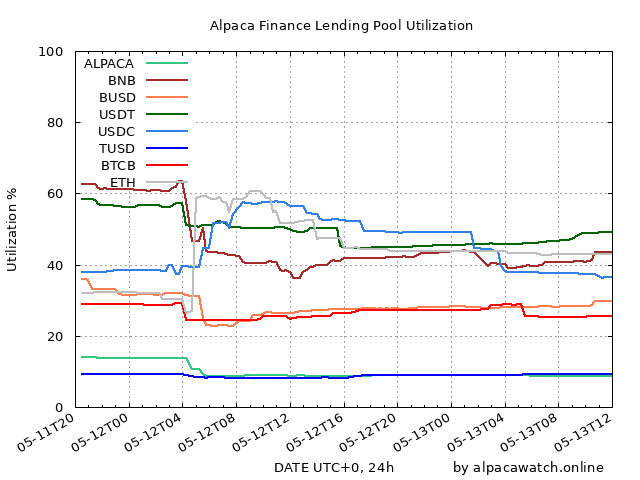 Alpaca Finance Lending Pool Utilization
100
80
60
40
20
0
Utilization %
ALPACA
BNB
BUSD
USDT
USDC
TUSD
BTCB
ETH
05-11T20
05-12T00
05-12T04
05-12T08
05-12T12
05-12T16
05-12T20
05-13T00
05-13T04
05-13T08
05-13T12
DATE UTC+0, 24h
by alpacawatch.online